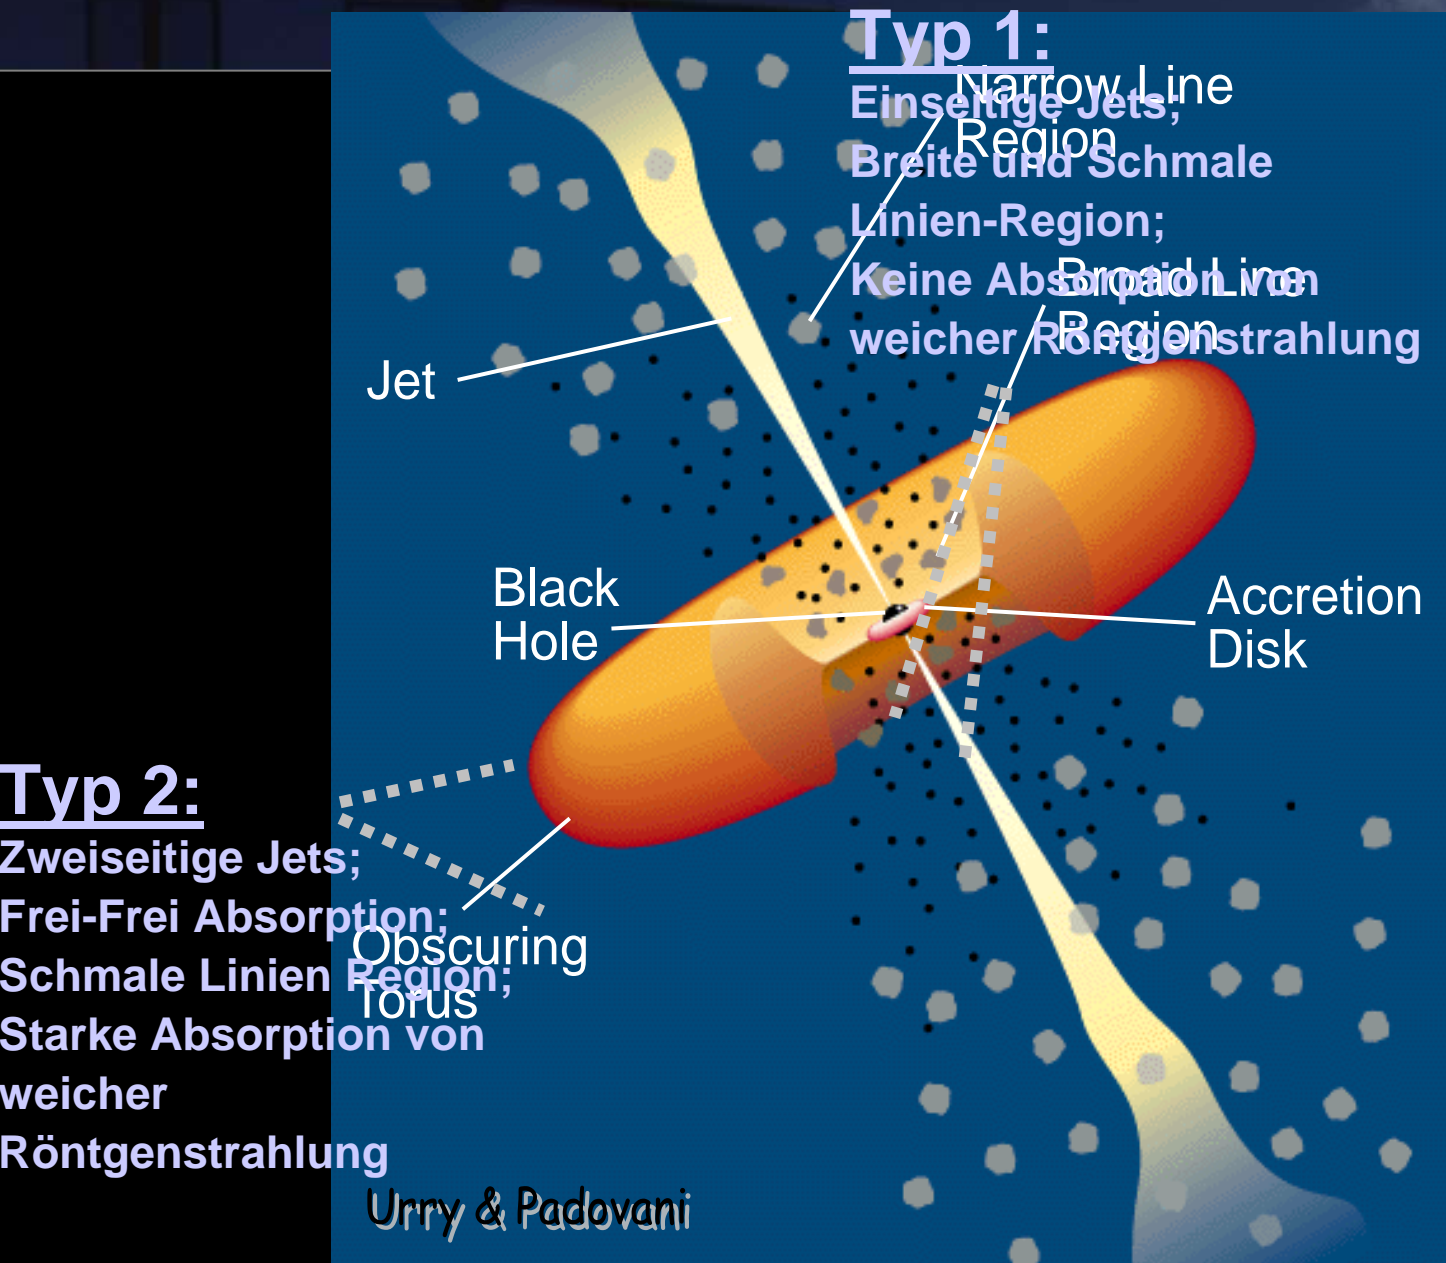 Typ 1:
Einseitige Jets;
Breite und Schmale
Linien-Region;
Keine Absorption von
weicher Röntgenstrahlung
Narrow Line
Region
Broad Line
Region
Jet
Black
Hole
Accretion
Disk
Typ 2:
Zweiseitige Jets;
Frei-Frei Absorption;
Schmale Linien Region;
Starke Absorption von
weicher
Röntgenstrahlung
Obscuring
Torus
Urry & Padovani